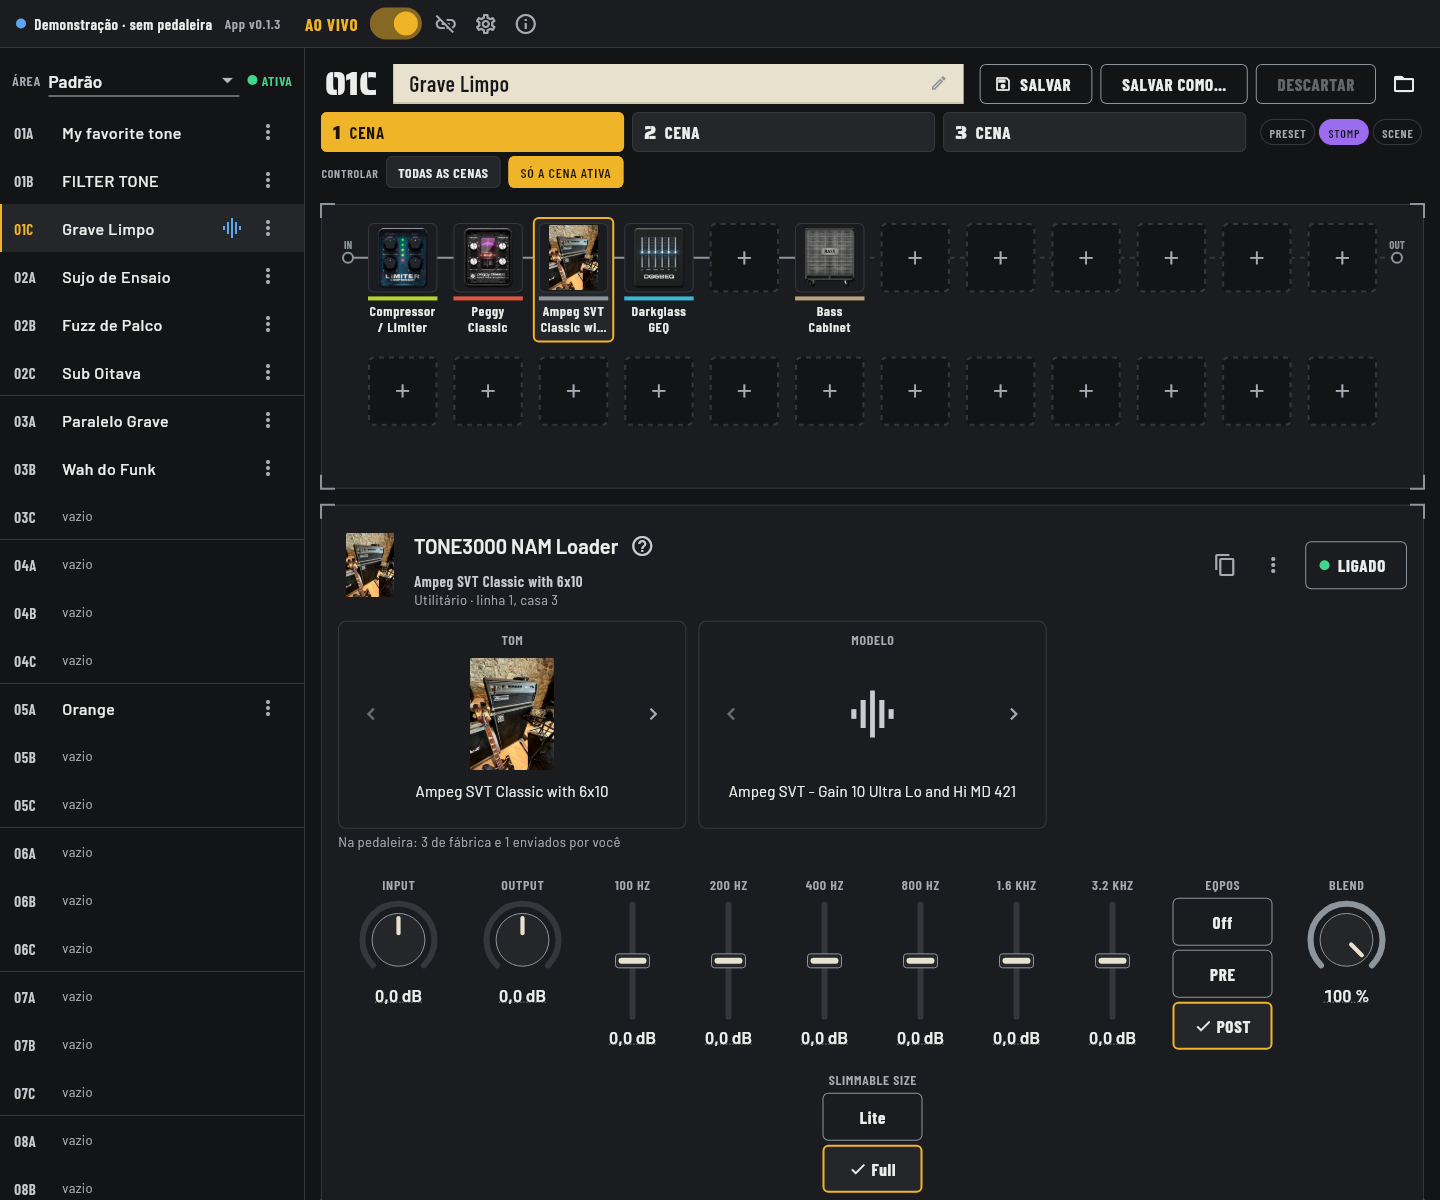 Demonstração · sem pedaleira App v0.1.3 AO VIVO
ÁREA Padrão ATIVA
01A My favorite tone
01B FILTER TONE
01C Grave Limpo
02A Sujo de Ensaio
02B Fuzz de Palco
02C Sub Oitava
03A Paralelo Grave
03B Wah do Funk
03C vazio
04A vazio
04B vazio
04C vazio
05A Orange
05B vazio
05C vazio
06A vazio
06B vazio
06C vazio
07A vazio
07B vazio
07C vazio
08A vazio
08B vazio
01C Grave Limpo SALVAR SALVAR COMO... DESCARTAR
1 CENA 2 CENA 3 CENA PRESET STOMP SCENE
CONTROLAR TODAS AS CENAS SÓ A CENA ATIVA
IN LIMITER DG6BEQ BASS OUT
Compressor Peggy Ampeg SVT Darkglass Bass
/ Limiter Classic Classic wi... GEQ Cabinet
TONE3000 NAM Loader
Ampeg SVT Classic with 6x10
Utilitário · linha 1, casa 3
LIGADO
TOM MODELO
Ampeg SVT Classic with 6x10 Ampeg SVT - Gain 10 Ultra Lo and Hi MD 421
Na pedaleira: 3 de fábrica e 1 enviados por você
INPUT OUTPUT 100 HZ 200 HZ 400 HZ 800 HZ 1.6 KHZ 3.2 KHZ EQPOS BLEND
Off
PRE
0,0 dB 0,0 dB 100 %
POST
0,0 dB 0,0 dB 0,0 dB 0,0 dB 0,0 dB 0,0 dB
SLIMMABLE SIZE
Lite
Full